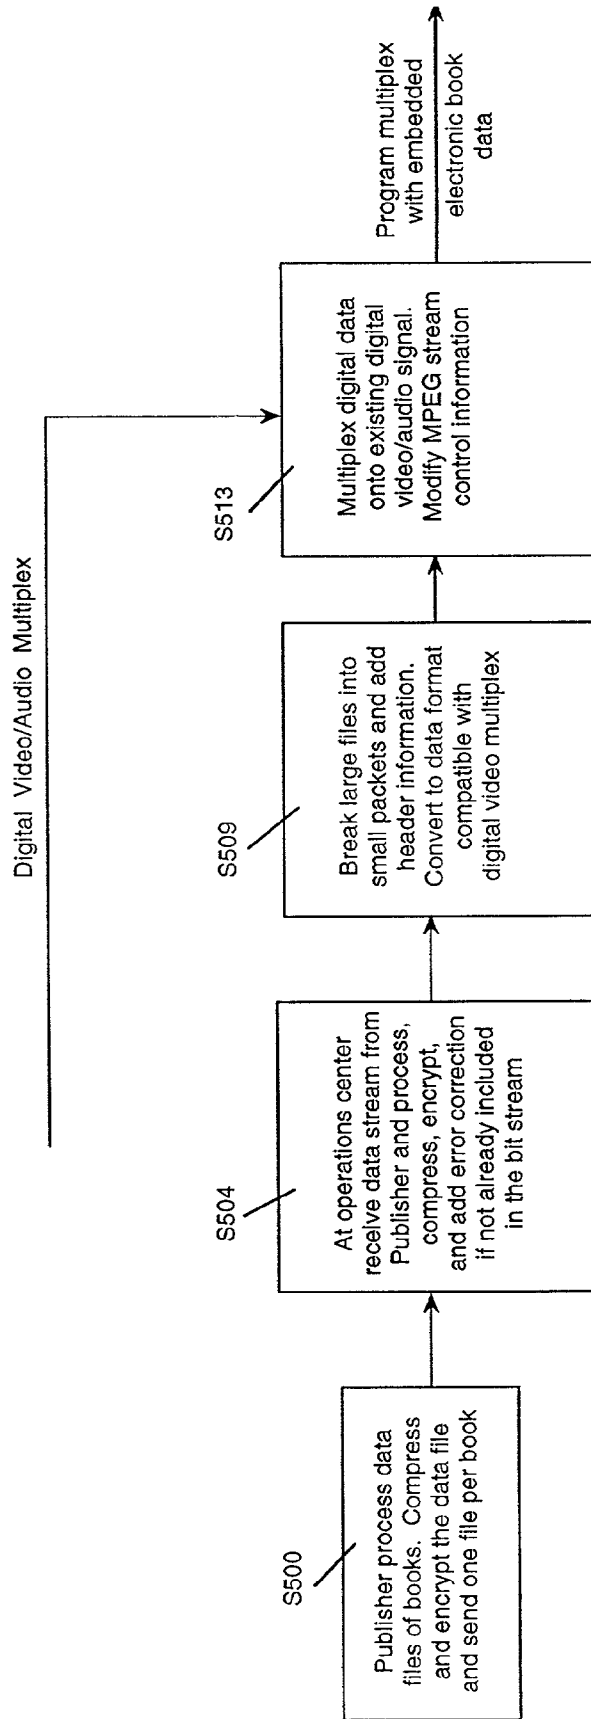 Digital Video/Audio Multiplex
S500
Publisher process data
files of books. Compress
and encrypt the data file
and send one file per book
S504
At operations center
receive data stream from
Publisher and process,
compress, encrypt,
and add error correction
if not already included
in the bit stream
S509
Break large files into
small packets and add
header information.
Convert to data format
compatible with
digital video multiplex
S513
Multiplex digital data
onto existing digital
video/audio signal.
Modify MPEG stream
control information
Program multiplex
with embedded
electronic book
data